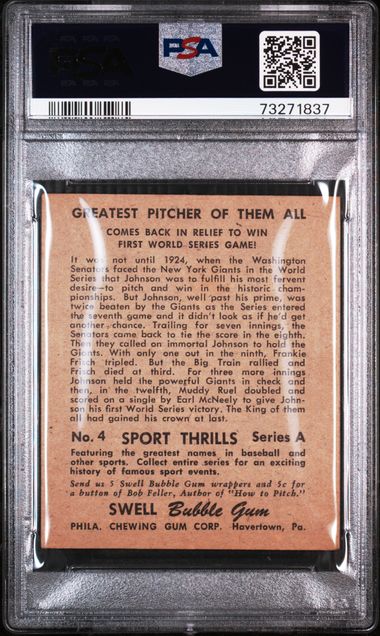 PSA
PSA
73271837
GREATEST PITCHER OF THEM ALL
COMES BACK IN RELIEF TO WIN
FIRST WORLD SERIES GAME!
It was not until 1924, when the Washington
Senators faced the New York Giants in the World
Series that Johnson was to fulfill his most fervent
desire—to pitch and win in the historic cham-
pionships. But Johnson, well past his prime, was
twice beaten by the Giants as the Series entered
the seventh game and it didn't look as if he'd get
another chance. Trailing for seven innings, the
Senators came back to tie the score in the eighth.
Then they called on immortal Johnson to hold the
Giants. With only one out in the ninth, Frankie
Frisch tripled. But the Big Train rallied and
Frisch died at third. For three more innings
Johnson held the powerful Giants in check and
then, in the twelfth, Muddy Ruel doubled and
scored on a single by Earl McNeely to give John-
son his first World Series victory. The King of them
all had gained his crown at last.
No. 4 SPORT THRILLS Series A
Featuring the greatest names in baseball and
other sports. Collect entire series for an exciting
history of famous sport events.
Send us 5 Swell Bubble Gum wrappers and 5c for
a button of Bob Feller, Author of "How to Pitch."
SWELL Bubble Gum
PHILA. CHEWING GUM CORP. Havertown, Pa.